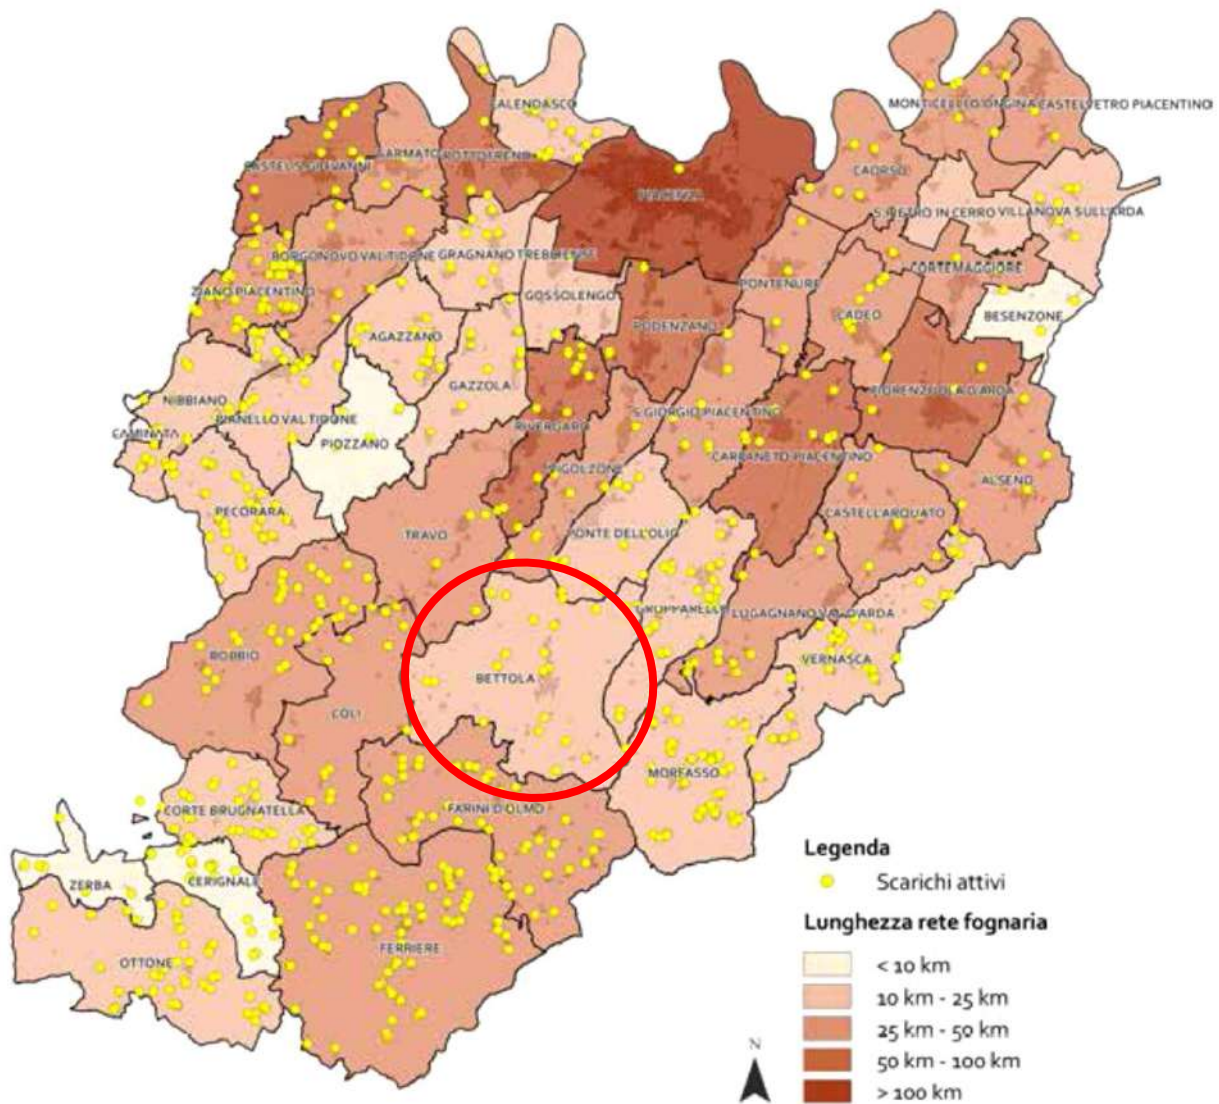 CALENDASCO
MONTICELLI D'ONGINA
CASTELVETRO PIACENTINO
CASTEL S.GIOVANNI
SARMATO
ROTTOFRENO
PIACENZA
CAORSO
S.PIETRO IN CERRO
VILLANOVA SULL'ARDA
BORGONOVO VAL TIDONE
GRAGNANO TREBBIENSE
CORTEMAGGIORE
ZIANO PIACENTINO
GOSSOLENGO
PONTENURE
BESENZONE
PODENZANO
CADEO
AGAZZANO
GAZZOLA
FIORENZUOLA D'ARDA
NIBBIANO
PIANELLO VAL TIDONE
S.GIORGIO PIACENTINO
RIVERGARO
CAMINATA
PIOZZANO
CARPANETO PIACENTINO
VIGOLZONE
ALSENO
PECORARA
CASTELL'ARQUATO
TRAVO
PONTE DELL'OLIO
GROPPARELLO
LUGAGNANO VAL D'ARDA
BOBBIO
VERNASCA
BETTOLA
COLI
MORFASSO
CORTE BRUGNATELLA
FARINI D'OLMO
ZERBA
CERIGNALE
FERRIERE
OTTONE
Legenda
Scarichi attivi
Lunghezza rete fognaria
< 10 km
10 km - 25 km
25 km - 50 km
50 km - 100 km
> 100 km
N